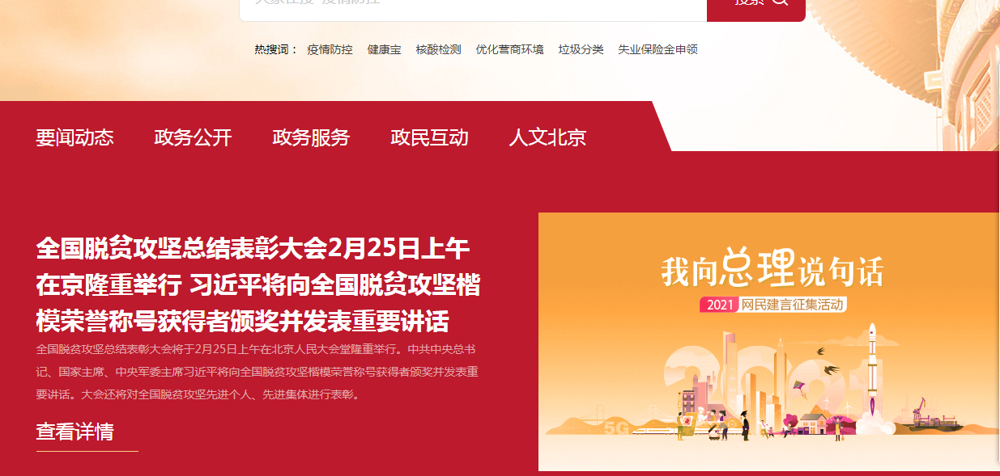 大家在搜 疫情防控
搜索
热搜词： 疫情防控 健康宝 核酸检测 优化营商环境 垃圾分类 失业保险金申领
要闻动态 政务公开 政务服务 政民互动 人文北京
全国脱贫攻坚总结表彰大会2月25日上午
在京隆重举行 习近平将向全国脱贫攻坚楷
模荣誉称号获得者颁奖并发表重要讲话
全国脱贫攻坚总结表彰大会将于2月25日上午在北京人民大会堂隆重举行。中共中央总书
记、国家主席、中央军委主席习近平将向全国脱贫攻坚楷模荣誉称号获得者颁奖并发表重
要讲话。大会还将对全国脱贫攻坚先进个人、先进集体进行表彰。
查看详情
我向总理说句话
2021 网民建言征集活动
2021
5G